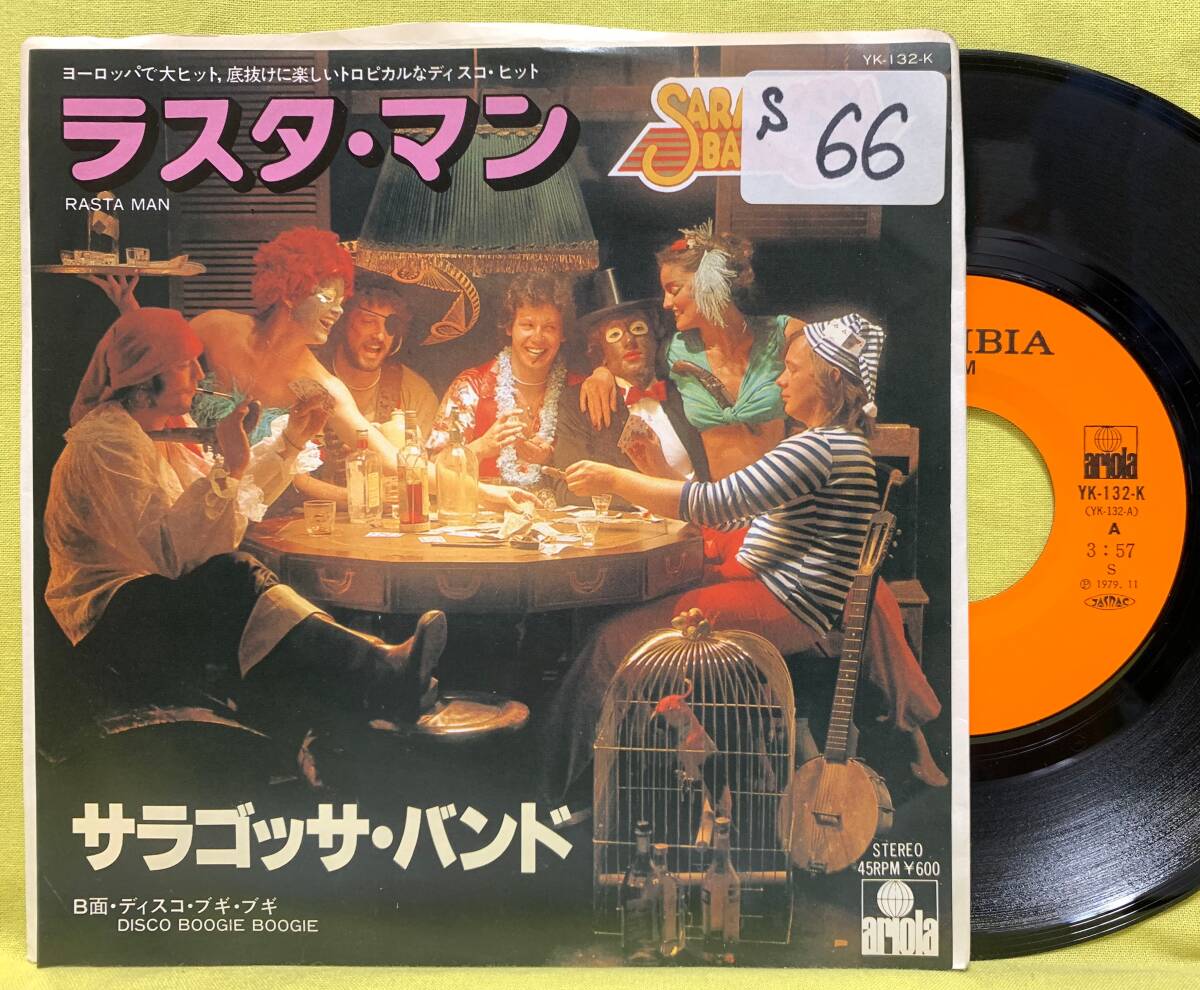 ヨーロッパで大ヒット,底抜けに楽しいトロピカルなディスコ・ヒット
YK-132-K
ラスタ・マン
RASTA MAN
SARA
BA
S 66
サラゴッサ・バンド
B面・ディスコ・ブギ・ブギ
DISCO BOOGIE BOOGIE
STEREO
45RPM ¥600
ariola
MBIA
M
ariola
YK-132-K
(YK-132-A)
A
3:57
S
Ⓟ 1979. 11
JASRAC